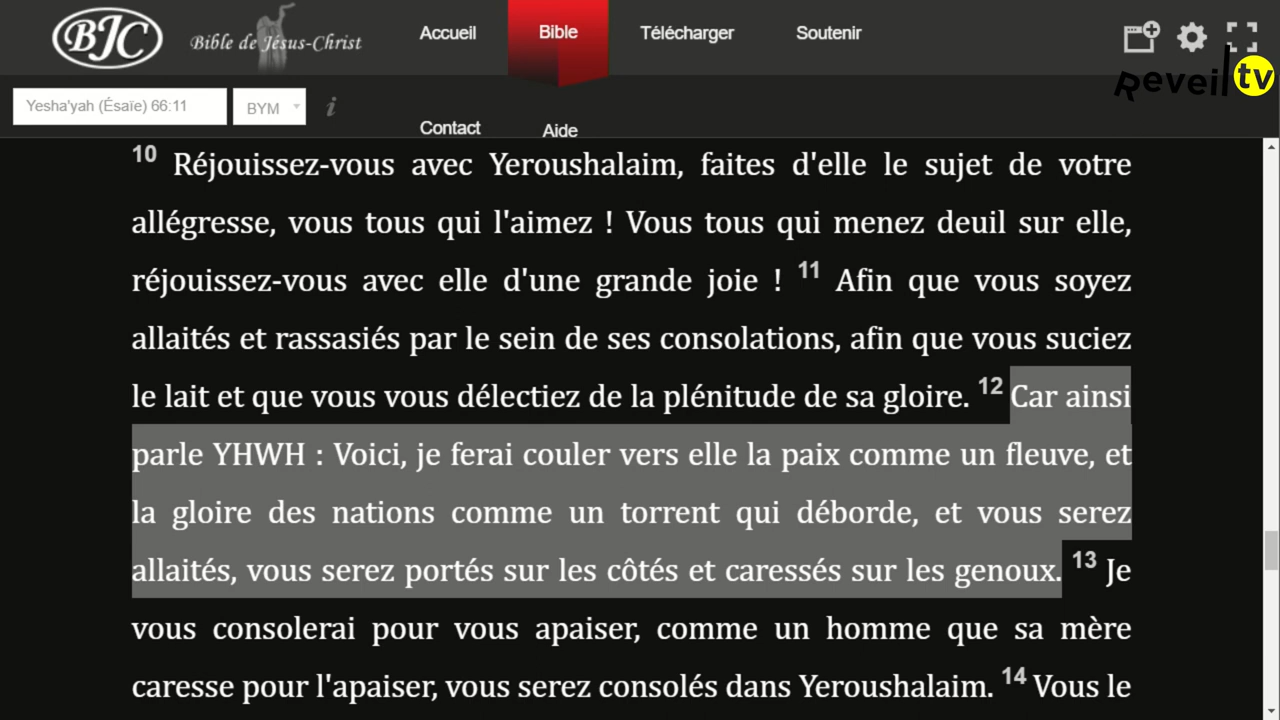 BJC
Bible de Jésus-Christ
Accueil
Bible
Télécharger
Soutenir
Reveil tv
Yesha'yah (Ésaïe) 66:11
BYM
i
Contact
Aide
10 Réjouissez-vous avec Yeroushalaim, faites d'elle le sujet de votre
allégresse, vous tous qui l'aimez ! Vous tous qui menez deuil sur elle,
réjouissez-vous avec elle d'une grande joie ! 11 Afin que vous soyez
allaités et rassasiés par le sein de ses consolations, afin que vous suciez
le lait et que vous vous délectiez de la plénitude de sa gloire. 12 Car ainsi
parle YHWH : Voici, je ferai couler vers elle la paix comme un fleuve, et
la gloire des nations comme un torrent qui déborde, et vous serez
allaités, vous serez portés sur les côtés et caressés sur les genoux. 13 Je
vous consolerai pour vous apaiser, comme un homme que sa mère
caresse pour l'apaiser, vous serez consolés dans Yeroushalaim. 14 Vous le